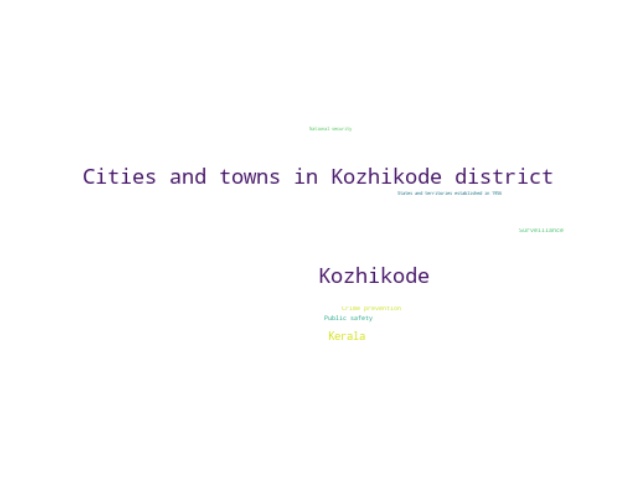 National security
Cities and towns in Kozhikode district
States and territories established in 1956
Surveillance
Kozhikode
Crime prevention
Public safety
Kerala